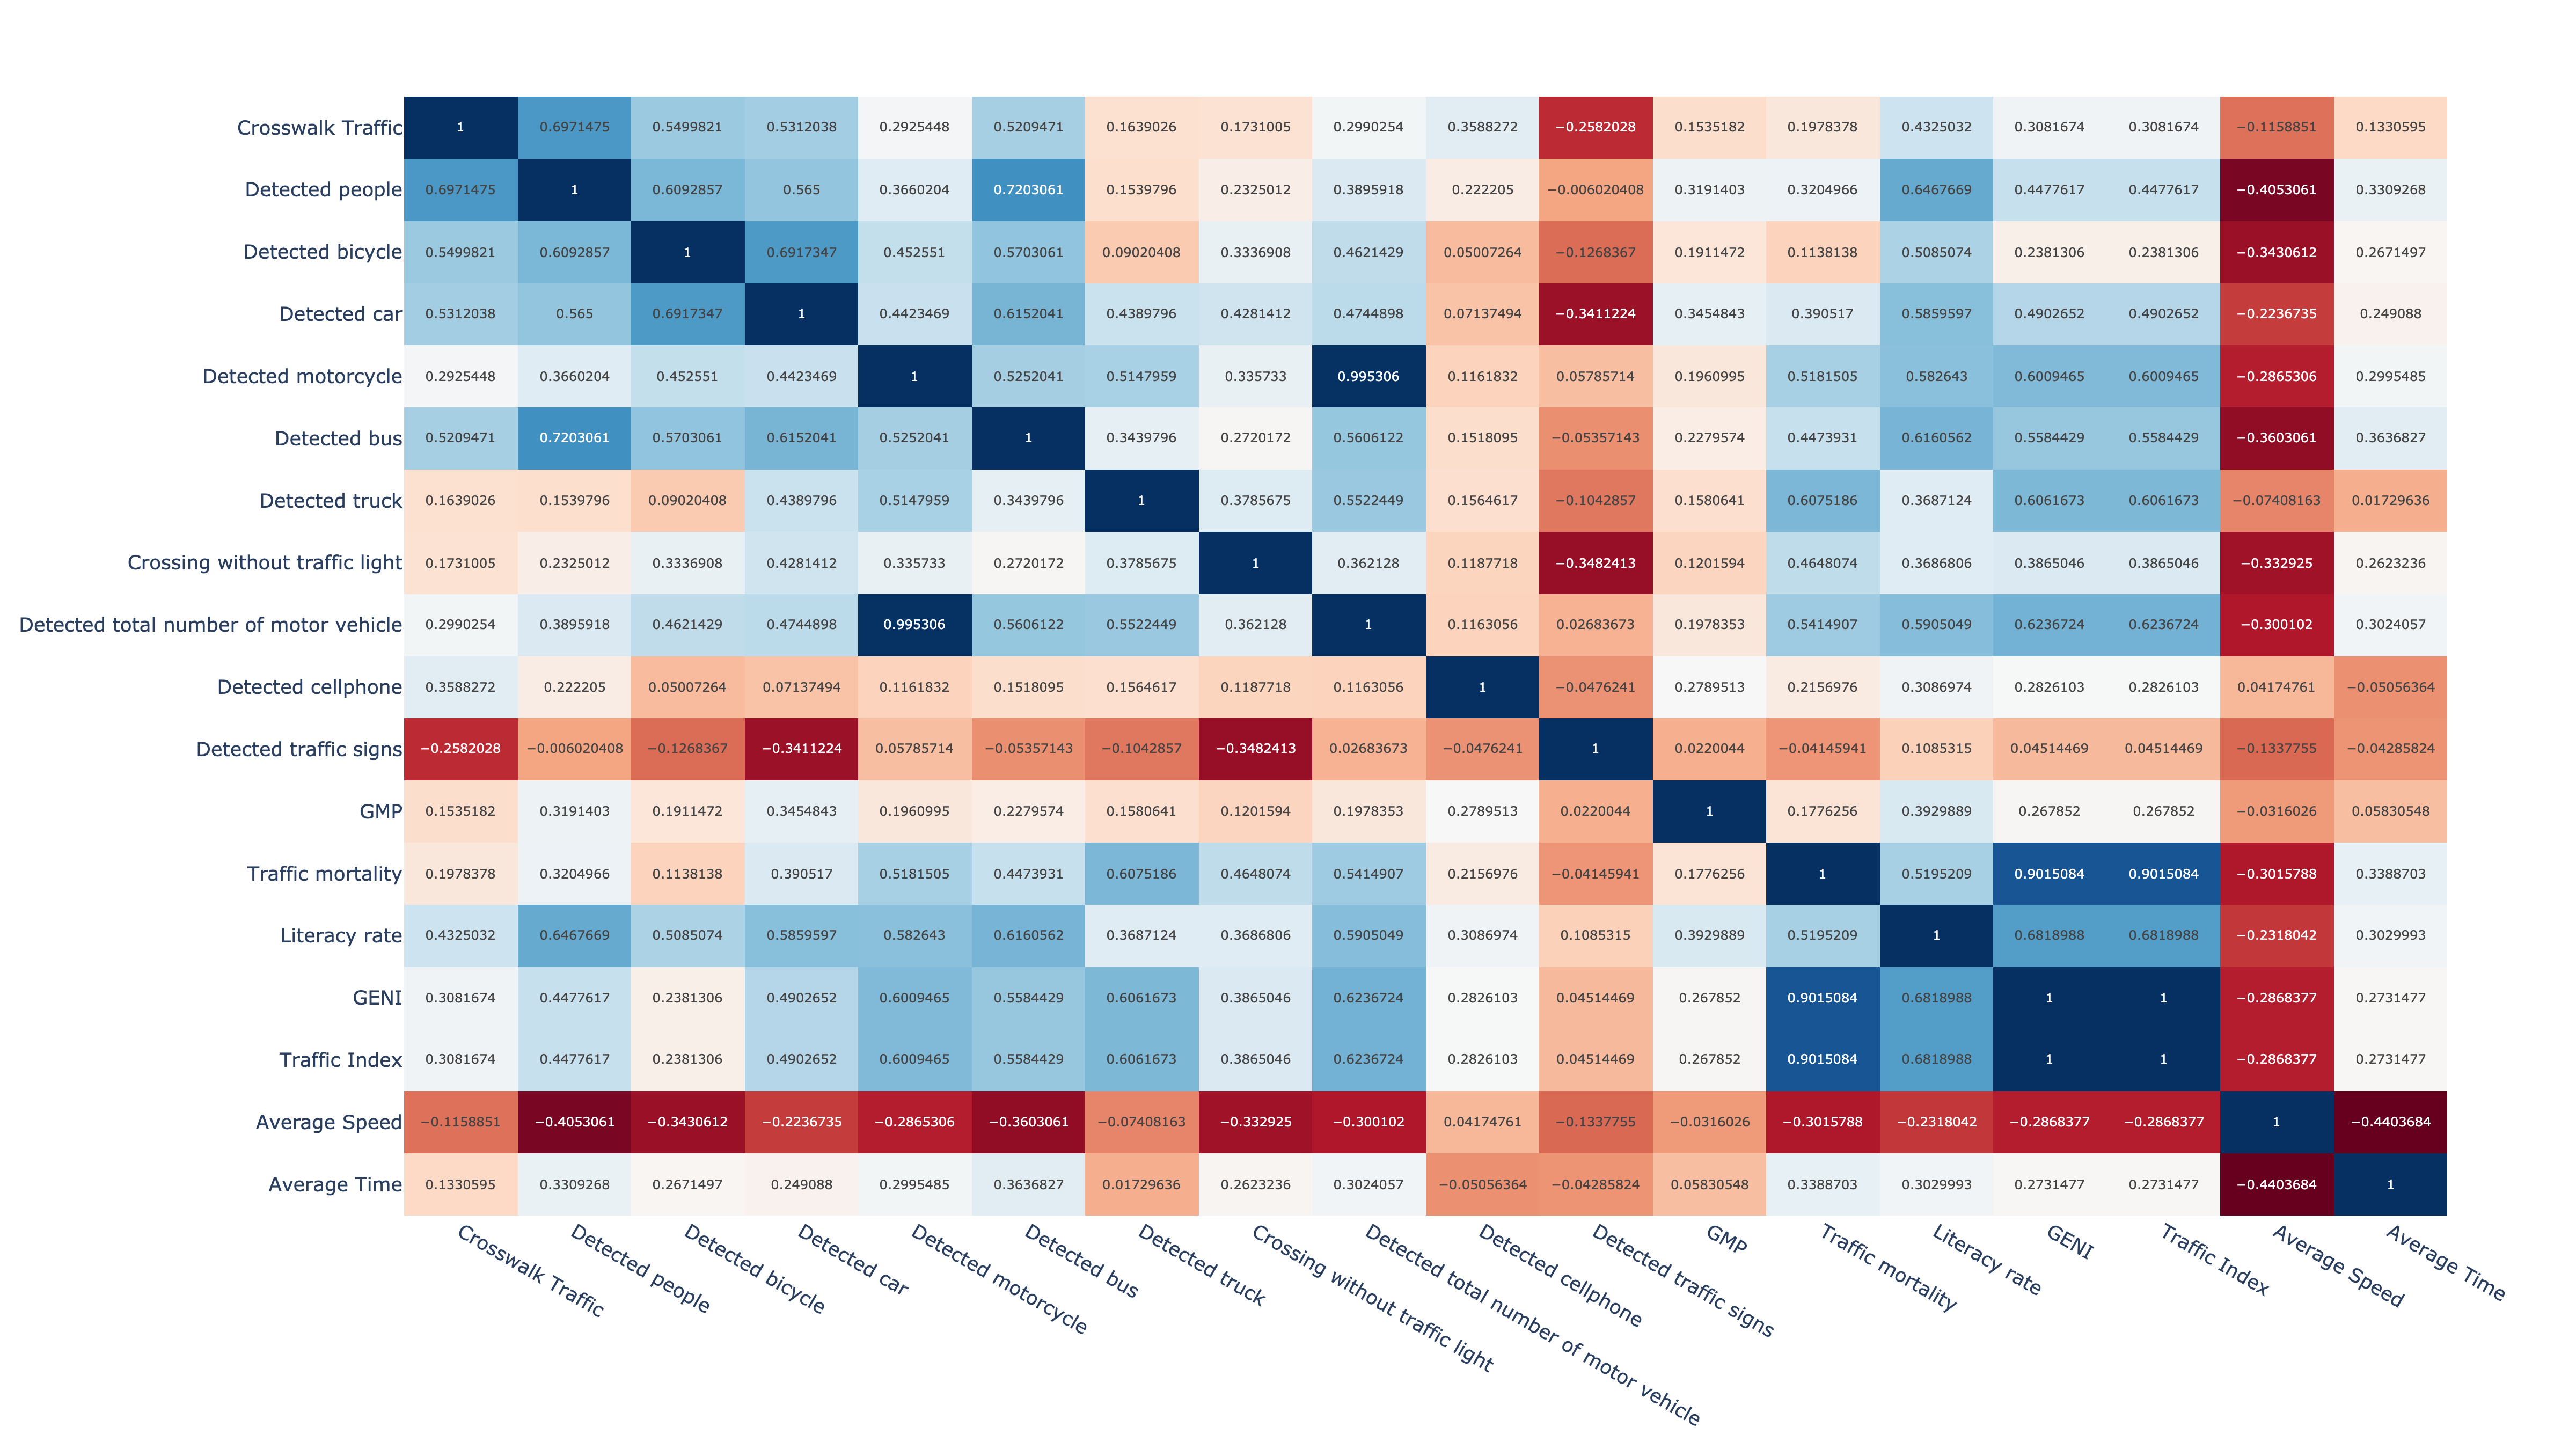 Crosswalk Traffic 1 0.6971475 0.5499821 0.5312038 0.2925448 0.5209471 0.1639026 0.1731005 0.2990254 0.3588272 −0.2582028 0.1535182 0.1978378 0.4325032 0.3081674 0.3081674 −0.1158851 0.1330595
Detected people 0.6971475 1 0.6092857 0.565 0.3660204 0.7203061 0.1539796 0.2325012 0.3895918 0.222205 −0.006020408 0.3191403 0.3204966 0.6467669 0.4477617 0.4477617 −0.4053061 0.3309268
Detected bicycle 0.5499821 0.6092857 1 0.6917347 0.452551 0.5703061 0.09020408 0.3336908 0.4621429 0.05007264 −0.1268367 0.1911472 0.1138138 0.5085074 0.2381306 0.2381306 −0.3430612 0.2671497
Detected car 0.5312038 0.565 0.6917347 1 0.4423469 0.6152041 0.4389796 0.4281412 0.4744898 0.07137494 −0.3411224 0.3454843 0.390517 0.5859597 0.4902652 0.4902652 −0.2236735 0.249088
Detected motorcycle 0.2925448 0.3660204 0.452551 0.4423469 1 0.5252041 0.5147959 0.335733 0.995306 0.1161832 0.05785714 0.1960995 0.5181505 0.582643 0.6009465 0.6009465 −0.2865306 0.2995485
Detected bus 0.5209471 0.7203061 0.5703061 0.6152041 0.5252041 1 0.3439796 0.2720172 0.5606122 0.1518095 −0.05357143 0.2279574 0.4473931 0.6160562 0.5584429 0.5584429 −0.3603061 0.3636827
Detected truck 0.1639026 0.1539796 0.09020408 0.4389796 0.5147959 0.3439796 1 0.3785675 0.5522449 0.1564617 −0.1042857 0.1580641 0.6075186 0.3687124 0.6061673 0.6061673 −0.07408163 0.01729636
Crossing without traffic light 0.1731005 0.2325012 0.3336908 0.4281412 0.335733 0.2720172 0.3785675 1 0.362128 0.1187718 −0.3482413 0.1201594 0.4648074 0.3686806 0.3865046 0.3865046 −0.332925 0.2623236
Detected total number of motor vehicle 0.2990254 0.3895918 0.4621429 0.4744898 0.995306 0.5606122 0.5522449 0.362128 1 0.1163056 0.02683673 0.1978353 0.5414907 0.5905049 0.6236724 0.6236724 −0.300102 0.3024057
Detected cellphone 0.3588272 0.222205 0.05007264 0.07137494 0.1161832 0.1518095 0.1564617 0.1187718 0.1163056 1 −0.0476241 0.2789513 0.2156976 0.3086974 0.2826103 0.2826103 0.04174761 −0.05056364
Detected traffic signs −0.2582028 −0.006020408 −0.1268367 −0.3411224 0.05785714 −0.05357143 −0.1042857 −0.3482413 0.02683673 −0.0476241 1 0.0220044 −0.04145941 0.1085315 0.04514469 0.04514469 −0.1337755 −0.04285824
GMP 0.1535182 0.3191403 0.1911472 0.3454843 0.1960995 0.2279574 0.1580641 0.1201594 0.1978353 0.2789513 0.0220044 1 0.1776256 0.3929889 0.267852 0.267852 −0.0316026 0.05830548
Traffic mortality 0.1978378 0.3204966 0.1138138 0.390517 0.5181505 0.4473931 0.6075186 0.4648074 0.5414907 0.2156976 −0.04145941 0.1776256 1 0.5195209 0.9015084 0.9015084 −0.3015788 0.3388703
Literacy rate 0.4325032 0.6467669 0.5085074 0.5859597 0.582643 0.6160562 0.3687124 0.3686806 0.5905049 0.3086974 0.1085315 0.3929889 0.5195209 1 0.6818988 0.6818988 −0.2318042 0.3029993
GENI 0.3081674 0.4477617 0.2381306 0.4902652 0.6009465 0.5584429 0.6061673 0.3865046 0.6236724 0.2826103 0.04514469 0.267852 0.9015084 0.6818988 1 1 −0.2868377 0.2731477
Traffic Index 0.3081674 0.4477617 0.2381306 0.4902652 0.6009465 0.5584429 0.6061673 0.3865046 0.6236724 0.2826103 0.04514469 0.267852 0.9015084 0.6818988 1 1 −0.2868377 0.2731477
Average Speed −0.1158851 −0.4053061 −0.3430612 −0.2236735 −0.2865306 −0.3603061 −0.07408163 −0.332925 −0.300102 0.04174761 −0.1337755 −0.0316026 −0.3015788 −0.2318042 −0.2868377 −0.2868377 1 −0.4403684
Average Time 0.1330595 0.3309268 0.2671497 0.249088 0.2995485 0.3636827 0.01729636 0.2623236 0.3024057 −0.05056364 −0.04285824 0.05830548 0.3388703 0.3029993 0.2731477 0.2731477 −0.4403684 1
Crosswalk Traffic
Detected people
Detected bicycle
Detected car
Detected motorcycle
Detected bus
Detected truck
Crossing without traffic light
Detected total number of motor vehicle
Detected cellphone
Detected traffic signs
GMP
Traffic mortality
Literacy rate
GENI
Traffic Index
Average Speed
Average Time